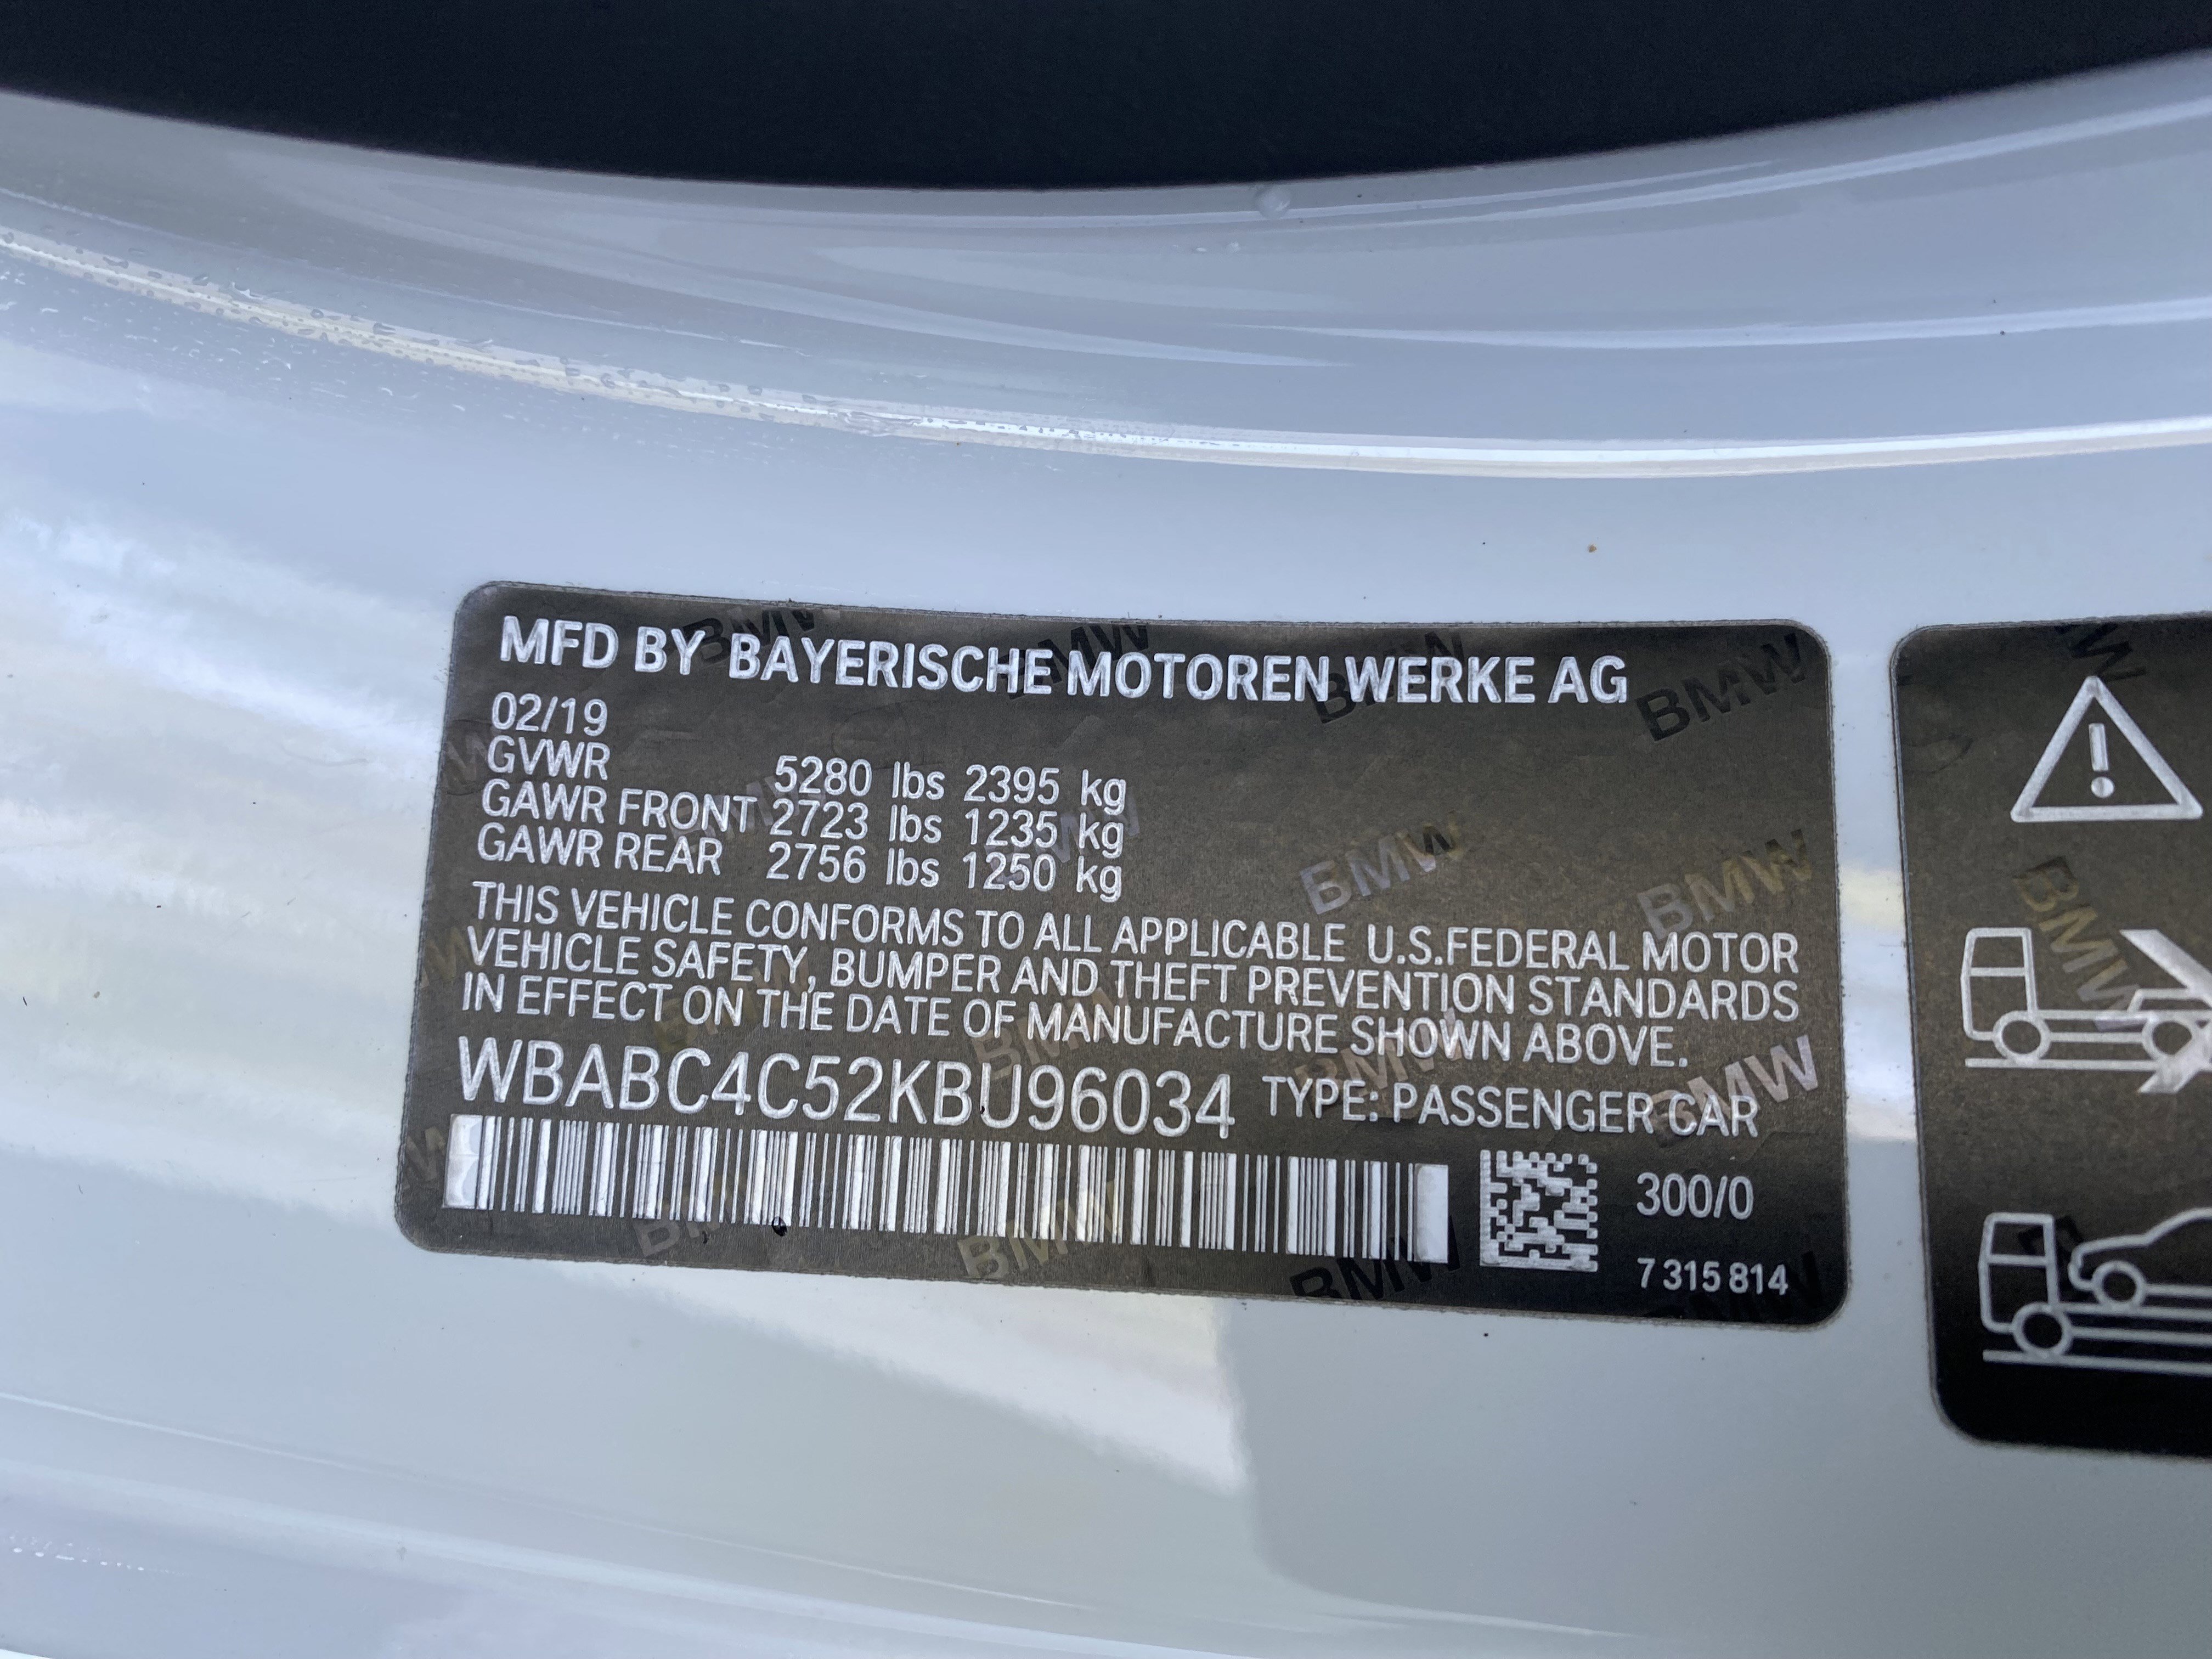 MFD BY BAYERISCHE MOTOREN WERKE AG
02/19
GVWR 5280 lbs 2395 kg
GAWR FRONT 2723 lbs 1235 kg
GAWR REAR 2756 lbs 1250 kg
THIS VEHICLE CONFORMS TO ALL APPLICABLE U.S.FEDERAL MOTOR
VEHICLE SAFETY, BUMPER AND THEFT PREVENTION STANDARDS
IN EFFECT ON THE DATE OF MANUFACTURE SHOWN ABOVE.
WBABC4C52KBU96034 TYPE: PASSENGER CAR
300/0
7 315 814